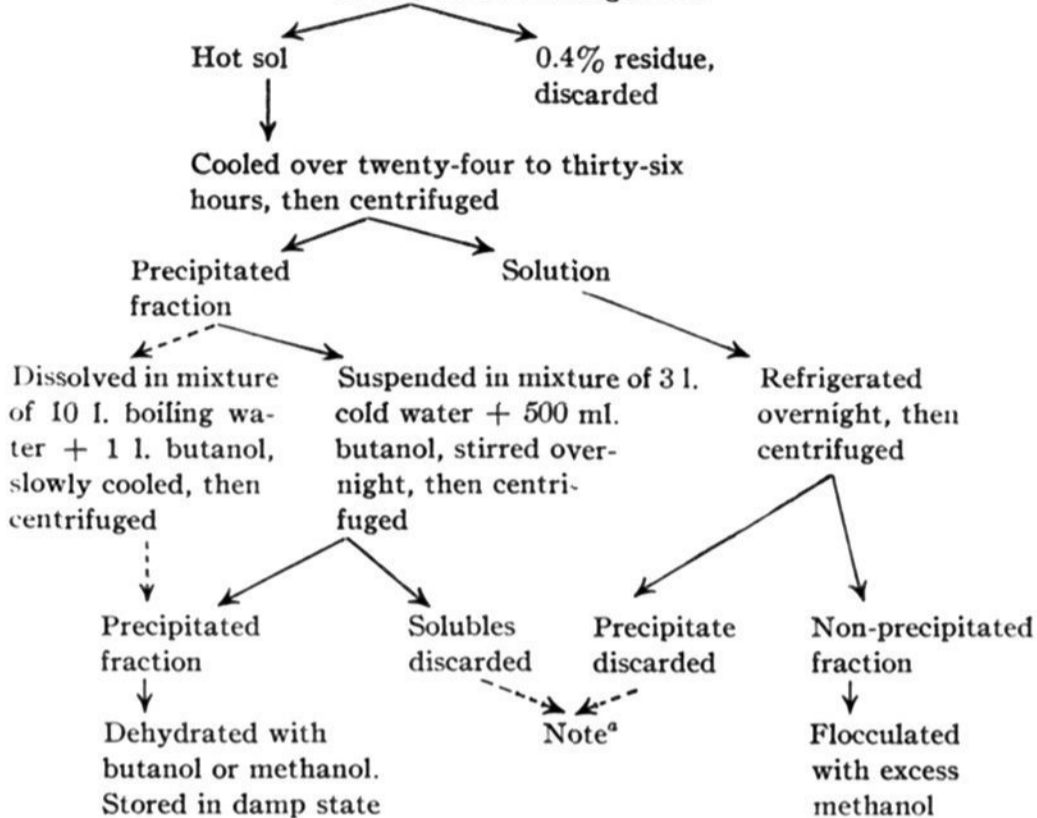 Hot sol
0.4% residue,
discarded
Cooled over twenty-four to thirty-six
hours, then centrifuged
Precipitated
fraction
Solution
Dissolved in mixture
of 10 l. boiling wa-
ter + 1 l. butanol,
slowly cooled, then
centrifuged
Suspended in mixture of 3 l.
cold water + 500 ml.
butanol, stirred over-
night, then centri-
fuged
Refrigerated
overnight, then
centrifuged
Precipitated
fraction
Solubles
discarded
Precipitate
discarded
Non-precipitated
fraction
Dehydrated with
butanol or methanol.
Stored in damp state
Noteᵃ
Flocculated
with excess
methanol